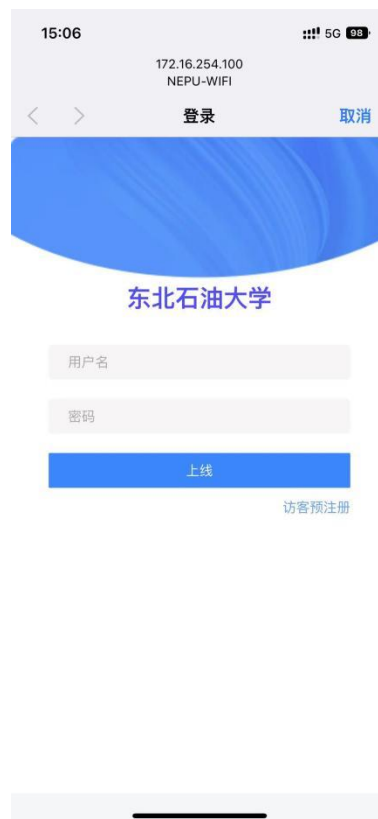 15:06 5G 98
172.16.254.100
NEPU-WIFI
登录 取消
东北石油大学
用户名
密码
上线
访客预注册